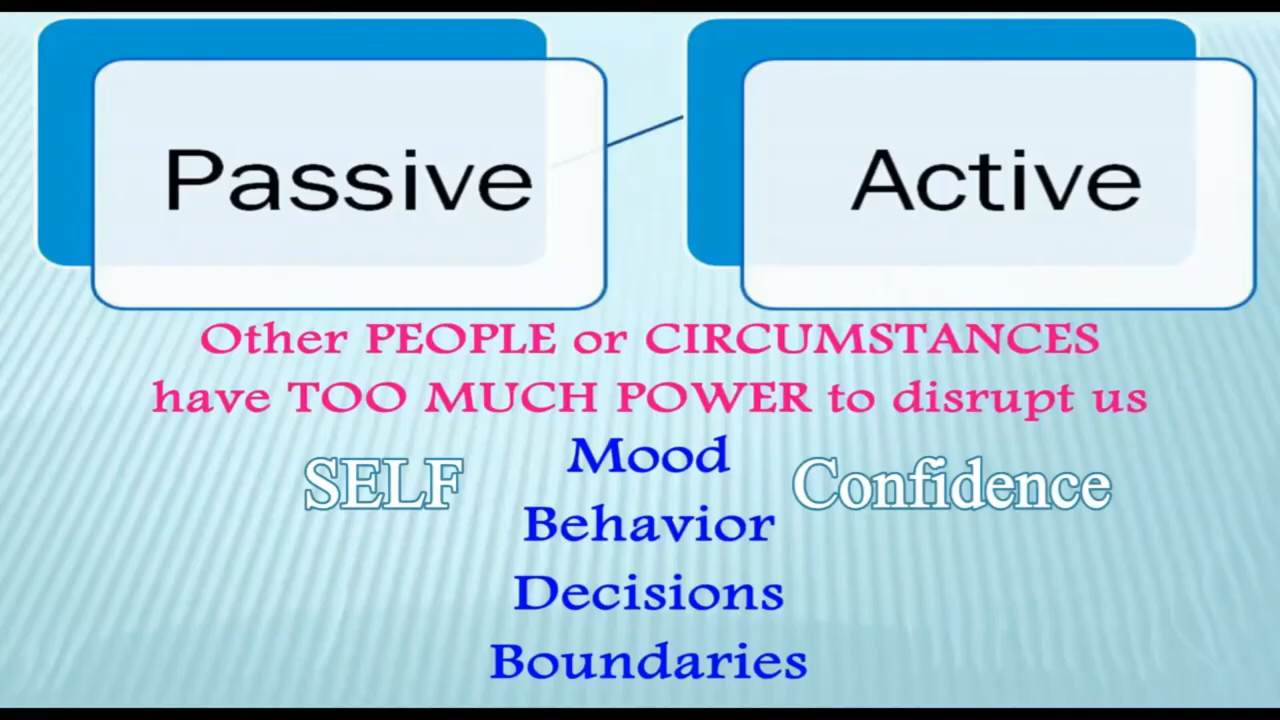 Passive
Active
Other PEOPLE or CIRCUMSTANCES
have TOO MUCH POWER to disrupt us
Mood
SELF
Confidence
Behavior
Decisions
Boundaries